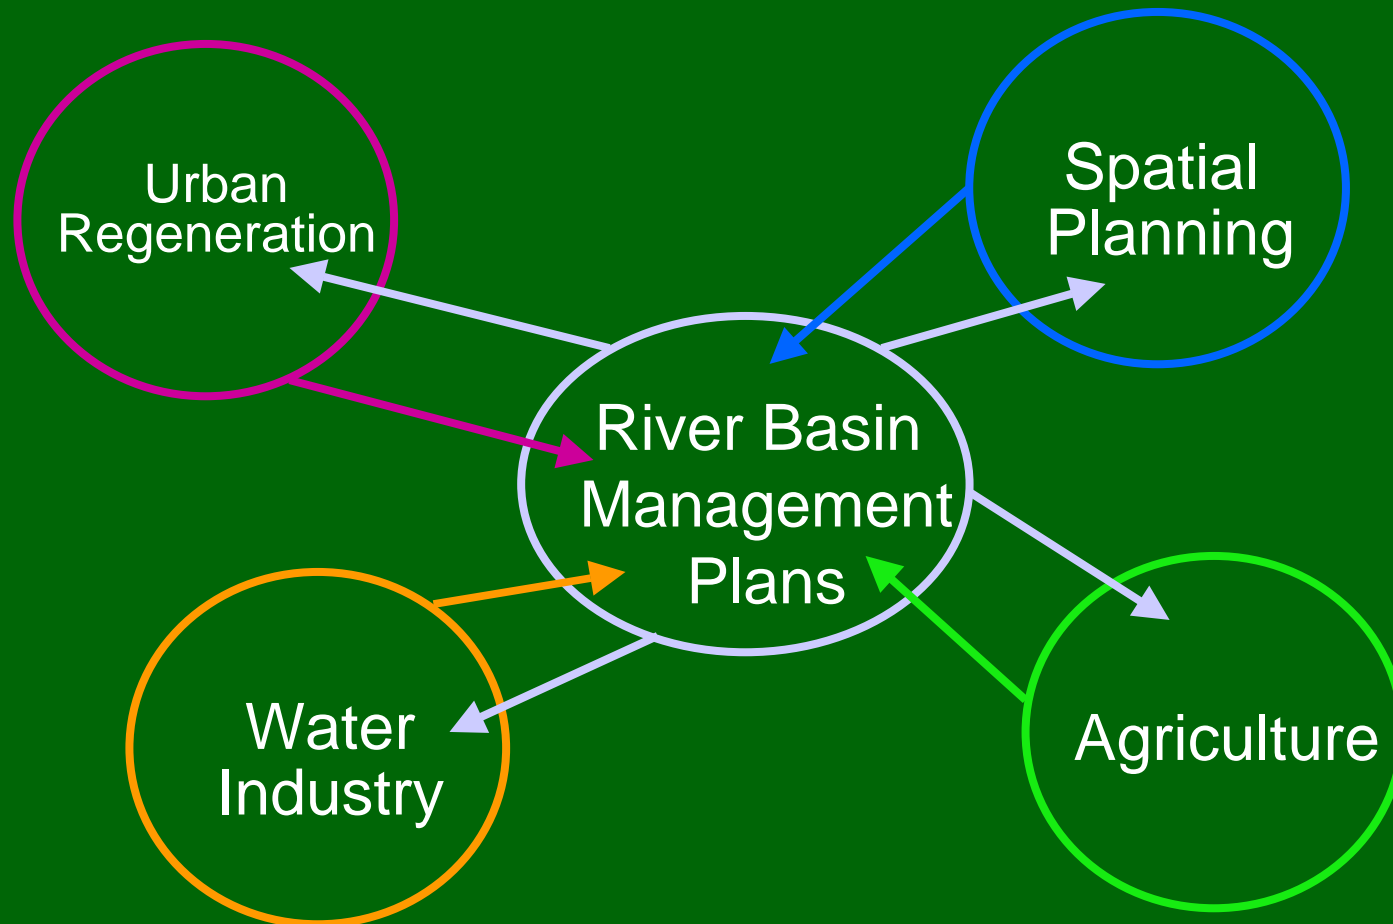 Urban
Regeneration
Spatial
Planning
River Basin
Management
Plans
Water
Industry
Agriculture